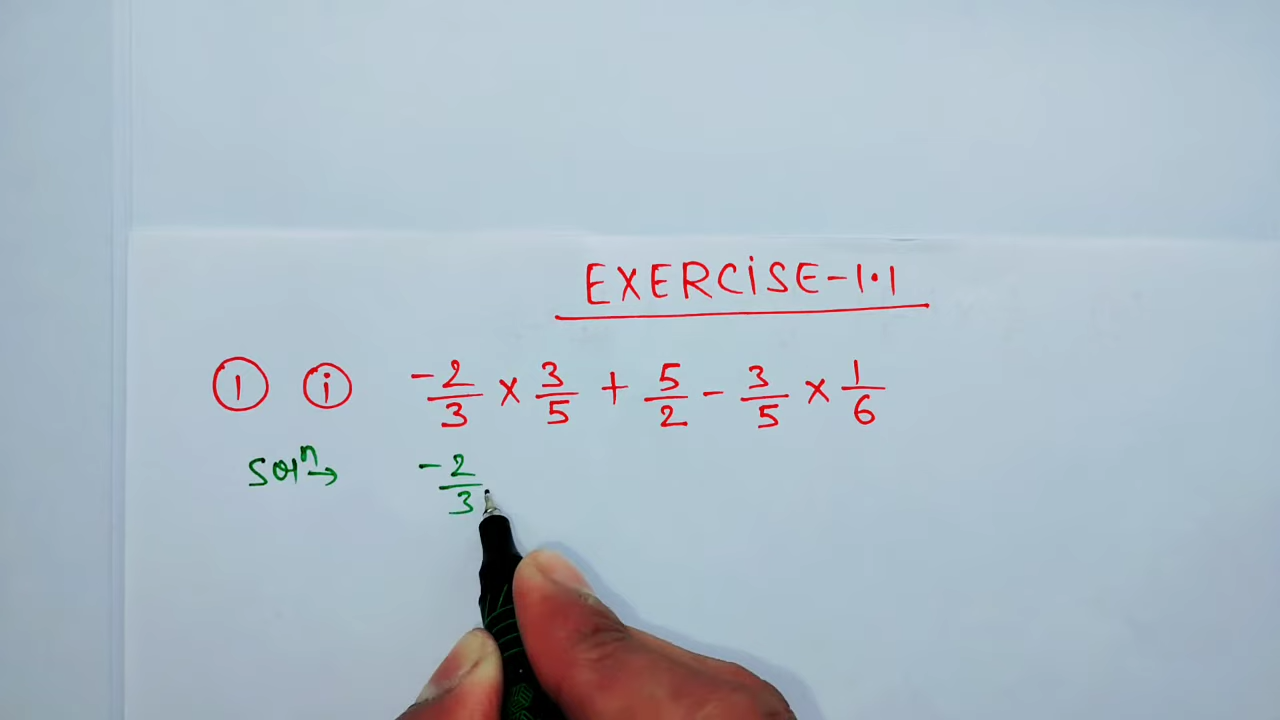 EXERCISE-1.1
① ⓘ -2/3 × 3/5 + 5/2 - 3/5 × 1/6
Solⁿ→ -2/3